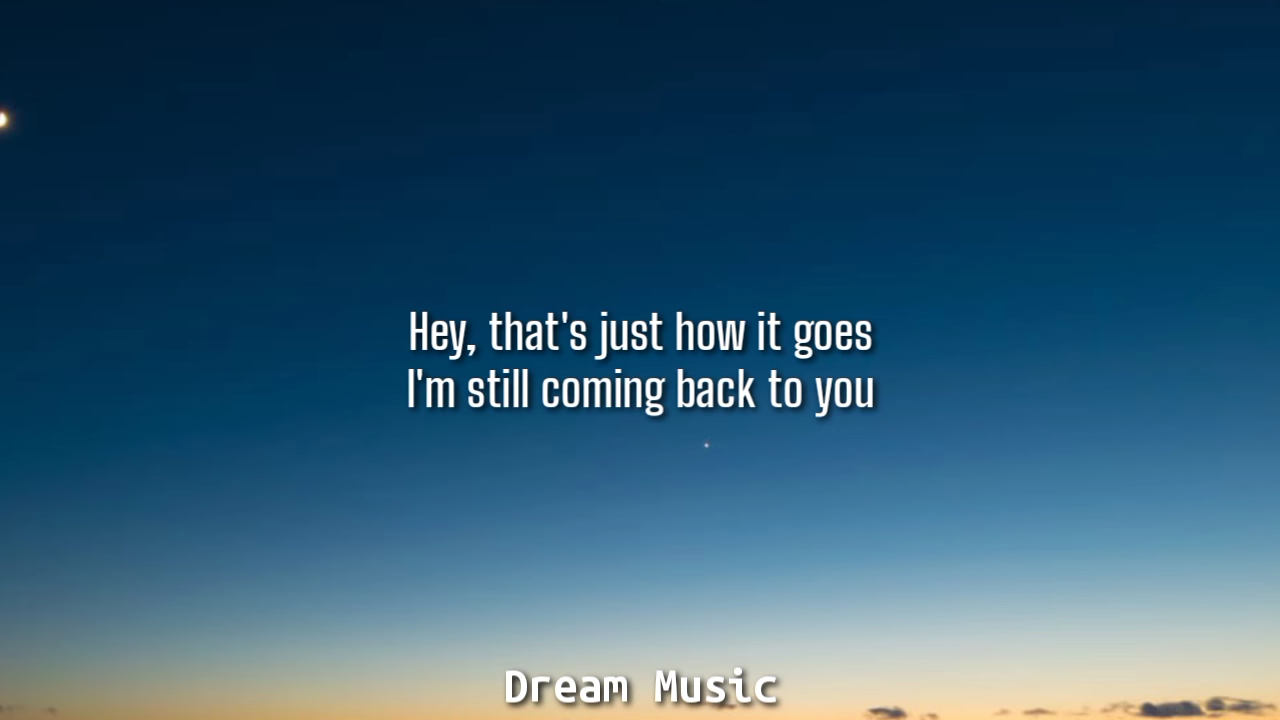 Hey, that's just how it goes
I'm still coming back to you
Dream Music